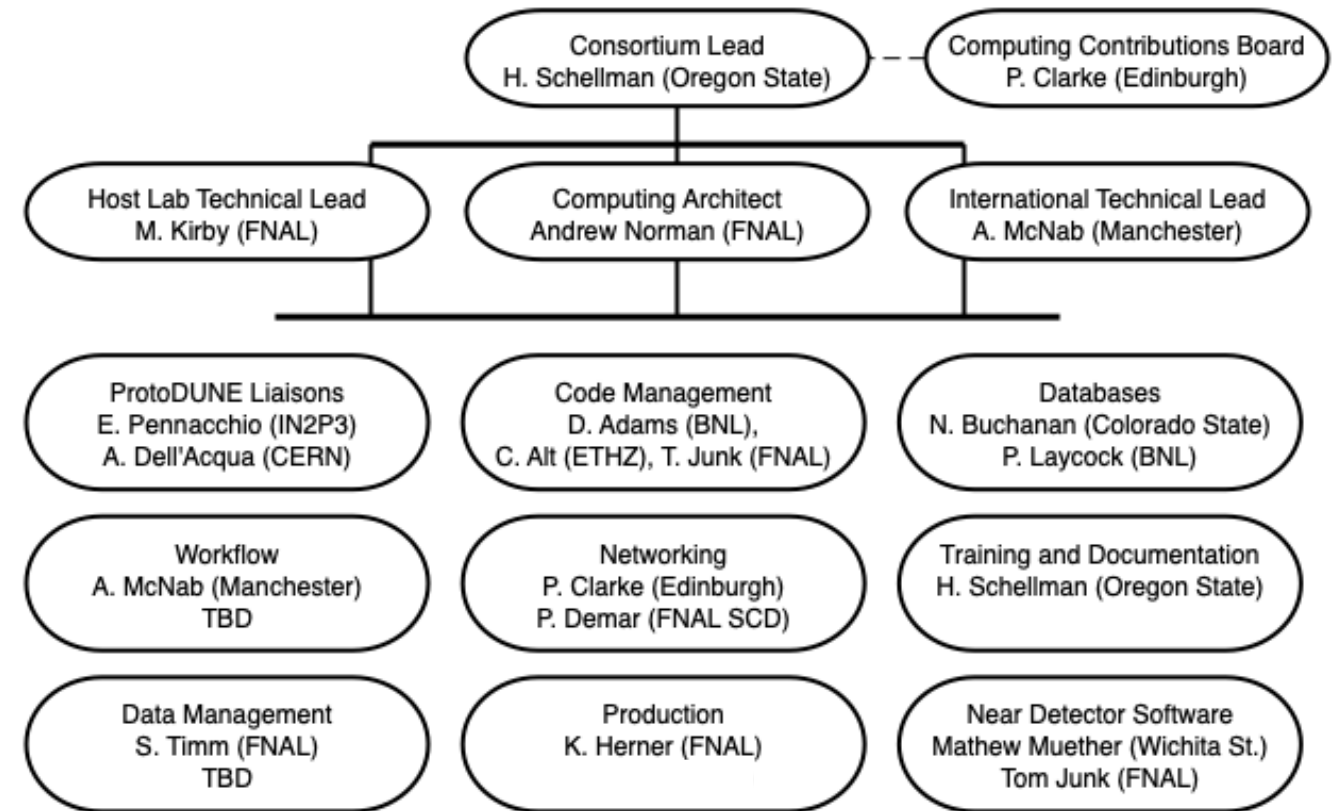 Consortium Lead
H. Schellman (Oregon State)
Computing Contributions Board
P. Clarke (Edinburgh)
Host Lab Technical Lead
M. Kirby (FNAL)
Computing Architect
Andrew Norman (FNAL)
International Technical Lead
A. McNab (Manchester)
ProtoDUNE Liaisons
E. Pennacchio (IN2P3)
A. Dell'Acqua (CERN)
Code Management
D. Adams (BNL),
C. Alt (ETHZ), T. Junk (FNAL)
Databases
N. Buchanan (Colorado State)
P. Laycock (BNL)
Workflow
A. McNab (Manchester)
TBD
Networking
P. Clarke (Edinburgh)
P. Demar (FNAL SCD)
Training and Documentation
H. Schellman (Oregon State)
Data Management
S. Timm (FNAL)
TBD
Production
K. Herner (FNAL)
Near Detector Software
Mathew Muether (Wichita St.)
Tom Junk (FNAL)